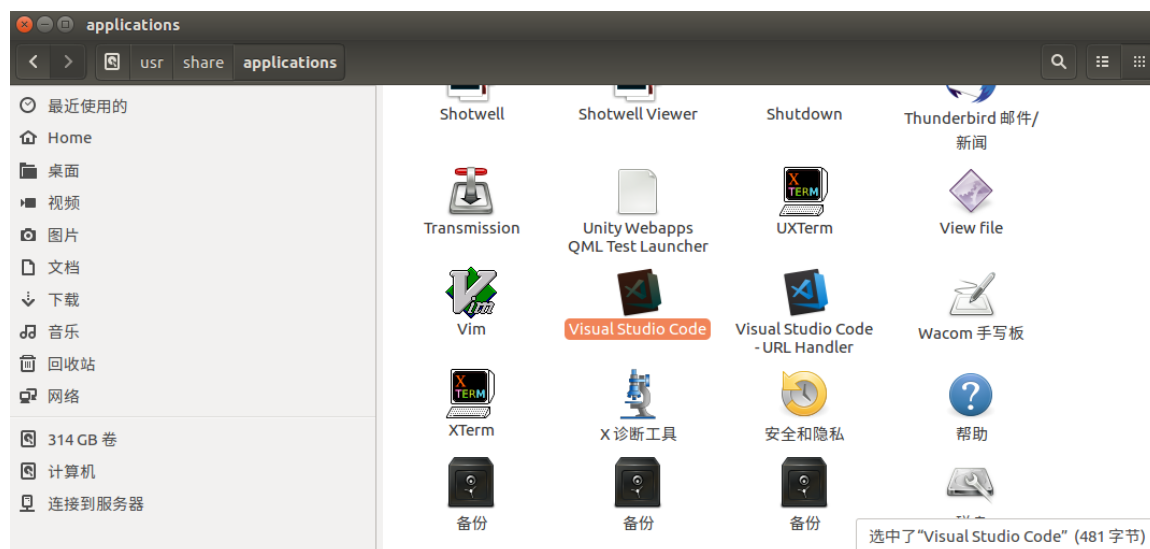 applications
usr share applications
最近使用的
Home
桌面
视频
图片
文档
下载
音乐
回收站
网络
314 GB 卷
计算机
连接到服务器
Shotwell
Shotwell Viewer
Shutdown
Thunderbird 邮件/
新闻
Transmission
Unity Webapps
QML Test Launcher
UXTerm
View file
Vim
Visual Studio Code
Visual Studio Code
- URL Handler
Wacom 手写板
X
TERM
XTerm
X 诊断工具
安全和隐私
帮助
备份
备份
备份
选中了“Visual Studio Code” (481 字节)